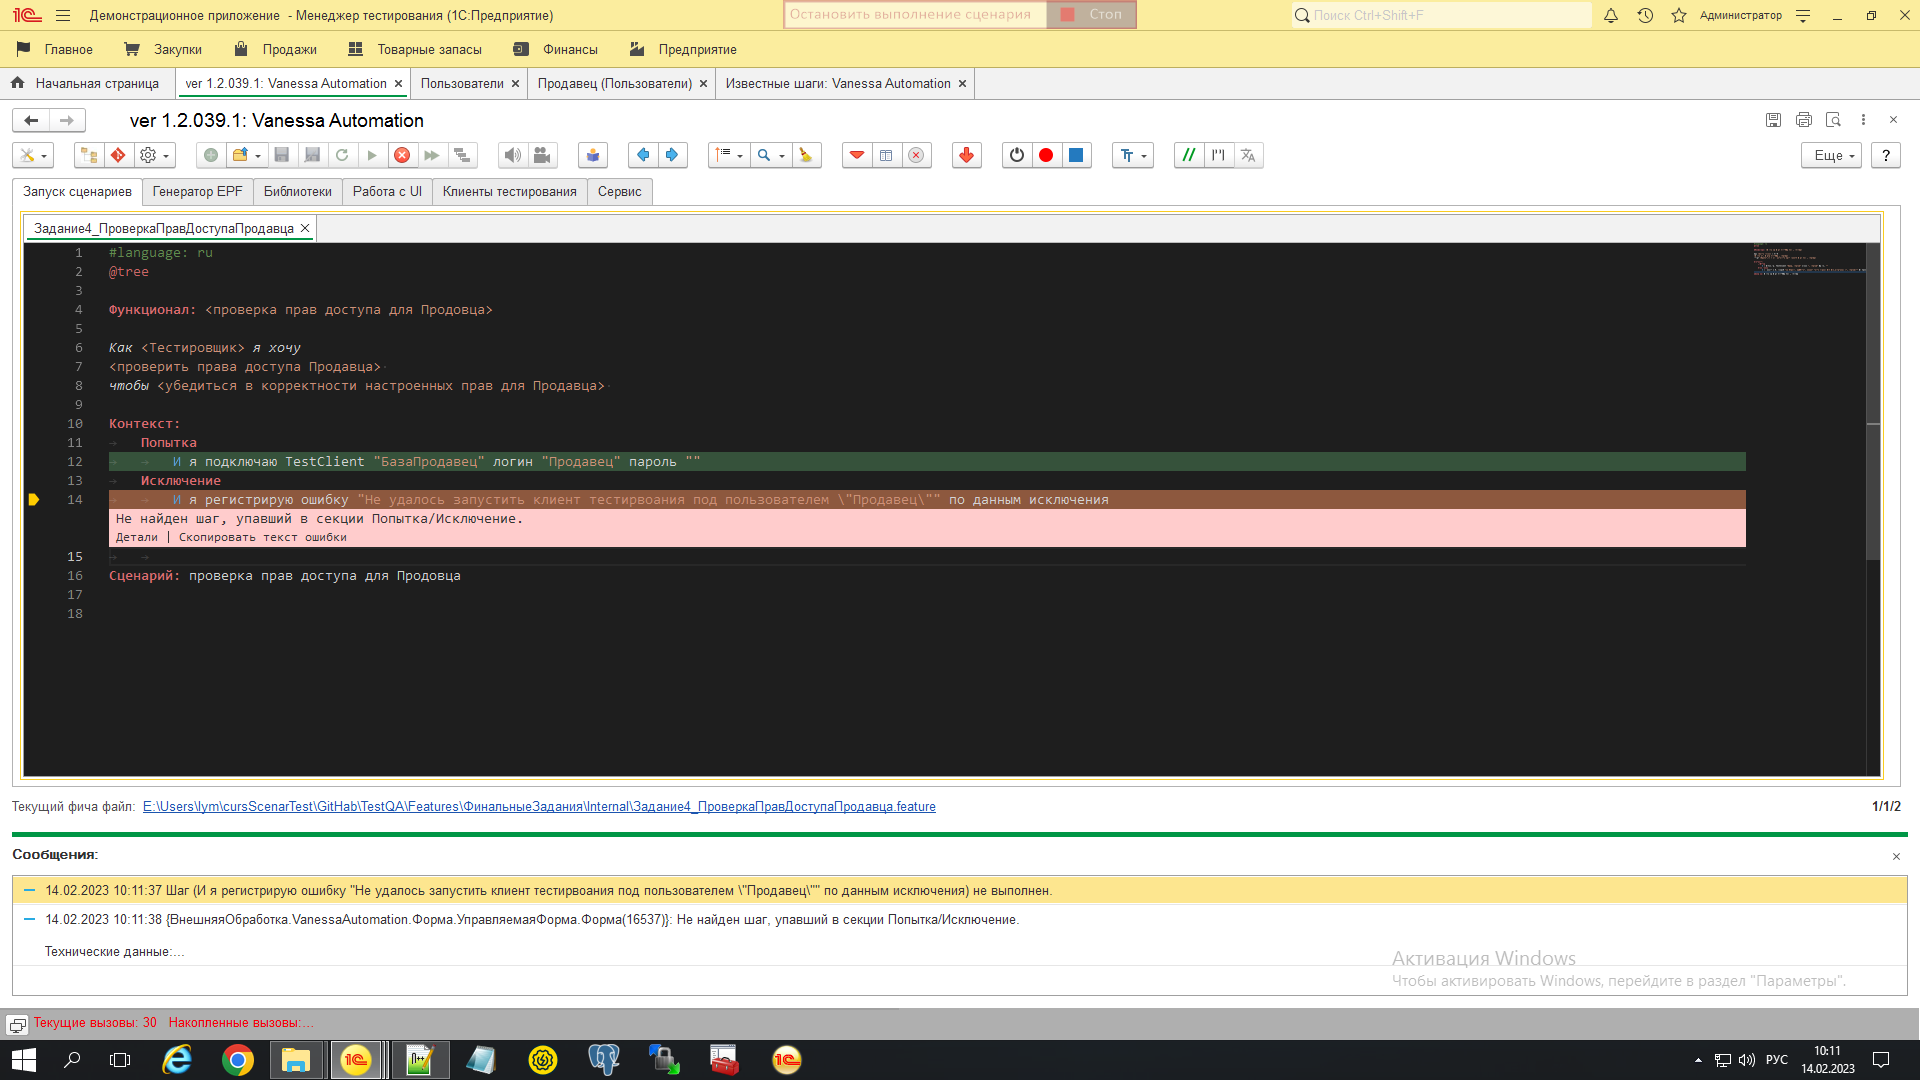 Демонстрационное приложение - Менеджер тестирования (1С:Предприятие)
Остановить выполнение сценария
Стоп
Поиск Ctrl+Shift+F
Администратор
Главное
Закупки
Продажи
Товарные запасы
Финансы
Предприятие
Начальная страница
ver 1.2.039.1: Vanessa Automation
Пользователи
Продавец (Пользователи)
Известные шаги: Vanessa Automation
ver 1.2.039.1: Vanessa Automation
Еще
?
Запуск сценариев
Генератор EPF
Библиотеки
Работа с UI
Клиенты тестирования
Сервис
Задание4_ПроверкаПравДоступаПродавца
1 #language: ru
2 @tree
3
4 Функционал: <проверка прав доступа для Продовца>
5
6 Как <Тестировщик> я хочу
7 <проверить права доступа Продавца>
8 чтобы <убедиться в корректности настроенных прав для Продавца>
9
10 Контекст:
11 Попытка
12 И я подключаю TestClient "БазаПродавец" логин "Продавец" пароль ""
13 Исключение
14 И я регистрирую ошибку "Не удалось запустить клиент тестирвоания под пользователем \"Продавец\"" по данным исключения
Не найден шаг, упавший в секции Попытка/Исключение.
Детали | Скопировать текст ошибки
15
16 Сценарий: проверка прав доступа для Продовца
17
18
Текущий фича файл: E:\Users\lym\cursScenarTest\GitHab\TestQA\Features\ФинальныеЗадания\Internal\Задание4_ПроверкаПравДоступаПродавца.feature
1/1/2
Сообщения:
14.02.2023 10:11:37 Шаг (И я регистрирую ошибку "Не удалось запустить клиент тестирвоания под пользователем \"Продавец\"" по данным исключения) не выполнен.
14.02.2023 10:11:38 {ВнешняяОбработка.VanessaAutomation.Форма.УправляемаяФорма.Форма(16537)}: Не найден шаг, упавший в секции Попытка/Исключение.
Технические данные:...
Активация Windows
Чтобы активировать Windows, перейдите в раздел "Параметры".
Текущие вызовы: 30 Накопленные вызовы:...
РУС
10:11
14.02.2023